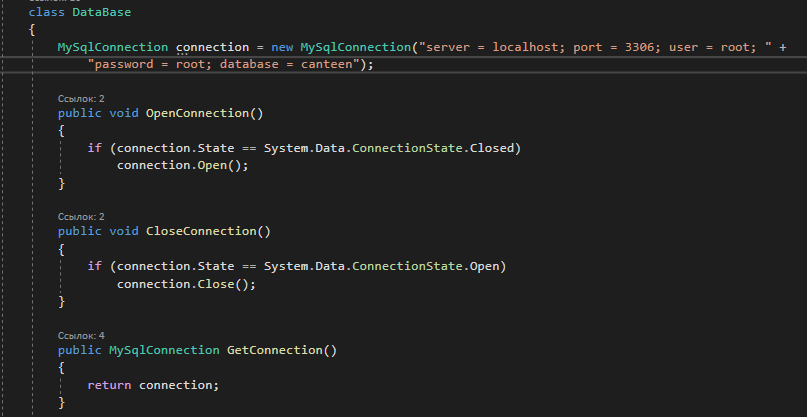 class DataBase
{
MySqlConnection connection = new MySqlConnection("server = localhost; port = 3306; user = root; " +
"password = root; database = canteen");
Ссылок: 2
public void OpenConnection()
{
if (connection.State == System.Data.ConnectionState.Closed)
connection.Open();
}
Ссылок: 2
public void CloseConnection()
{
if (connection.State == System.Data.ConnectionState.Open)
connection.Close();
}
Ссылок: 4
public MySqlConnection GetConnection()
{
return connection;
}